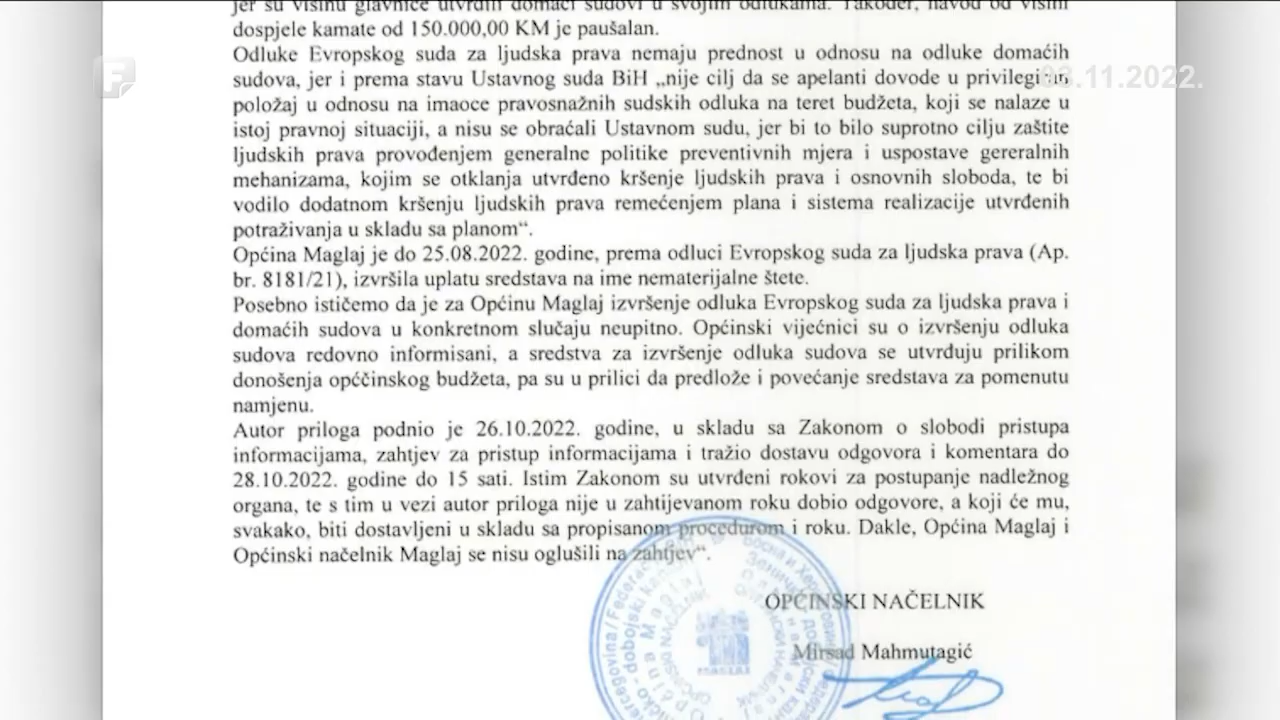 jer su visinu glavnice utvrdili domaći sudovi u svojim odlukama. Također, navod od visini
dospjele kamate od 150.000,00 KM je paušalan.
Odluke Evropskog suda za ljudska prava nemaju prednost u odnosu na odluke domaćih
sudova, jer i prema stavu Ustavnog suda BiH „nije cilj da se apelanti dovode u
položaj u odnosu na imaoce pravosnažnih sudskih odluka na teret budžeta, koji se nalaze u
istoj pravnoj situaciji, a nisu se obraćali Ustavnom sudu, jer bi to bilo suprotno cilju zaštite
ljudskih prava provođenjem generalne politike preventivnih mjera i uspostave gereralnih
mehanizama, kojim se otklanja utvrđeno kršenje ljudskih prava i osnovnih sloboda, te bi
vodilo dodatnom kršenju ljudskih prava remećenjem plana i sistema realizacije utvrđenih
potraživanja u skladu sa planom“.
Općina Maglaj je do 25.08.2022. godine, prema odluci Evropskog suda za ljudska prava (Ap.
br. 8181/21), izvršila uplatu sredstava na ime nematerijalne štete.
Posebno ističemo da je za Općinu Maglaj izvršenje odluka Evropskog suda za ljudska prava i
domaćih sudova u konkretnom slučaju neupitno. Općinski vijećnici su o izvršenju odluka
sudova redovno informisani, a sredstva za izvršenje odluka sudova se utvrđuju prilikom
donošenja općčinskog budžeta, pa su u prilici da predlože i povećanje sredstava za pomenutu
namjenu.
Autor priloga podnio je 26.10.2022. godine, u skladu sa Zakonom o slobodi pristupa
informacijama, zahtjev za pristup informacijama i tražio dostavu odgovora i komentara do
28.10.2022. godine do 15 sati. Istim Zakonom su utvrđeni rokovi za postupanje nadležnog
organa, te s tim u vezi autor priloga nije u zahtijevanom roku dobio odgovore, a koji će mu,
svakako, biti dostavljeni u skladu sa propisanom procedurom i roku. Dakle, Općina Maglaj i
Općinski načelnik Maglaj se nisu oglušili na zahtjev“.
OPĆINSKI NAČELNIK
Mirsad Mahmutagić
03.11.2022.
F